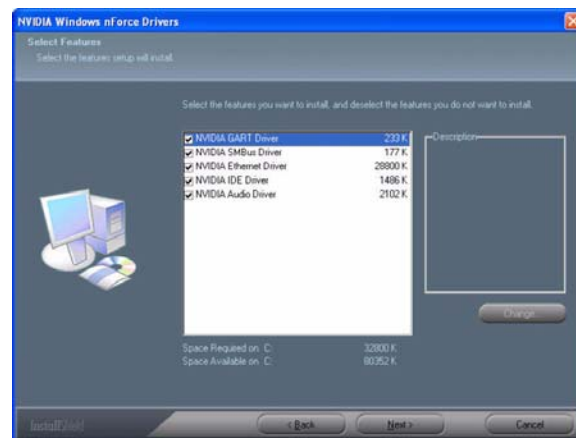 NVIDIA Windows nForce Drivers
Select Features
Select the features setup will install.
Select the features you want to install, and deselect the features you do not want to install.
NVIDIA GART Driver 233 K
NVIDIA SMBus Driver 177 K
NVIDIA Ethernet Driver 28800 K
NVIDIA IDE Driver 1486 K
NVIDIA Audio Driver 2102 K
Description
Change...
Space Required on C: 32800 K
Space Available on C: 80352 K
InstallShield
< Back
Next >
Cancel